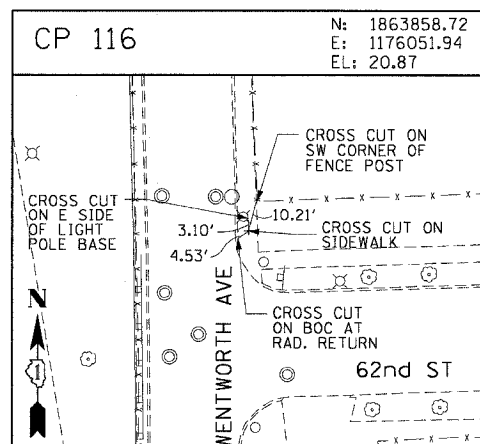 CP 116
N: 1863858.72
E: 1176051.94
EL: 20.87
CROSS CUT ON
SW CORNER OF
FENCE POST
CROSS CUT
ON E SIDE
OF LIGHT
POLE BASE
10.21'
3.10'
4.53'
CROSS CUT ON
SIDEWALK
CROSS CUT
ON BOC AT
RAD. RETURN
WENTWORTH AVE
62nd ST
N
1